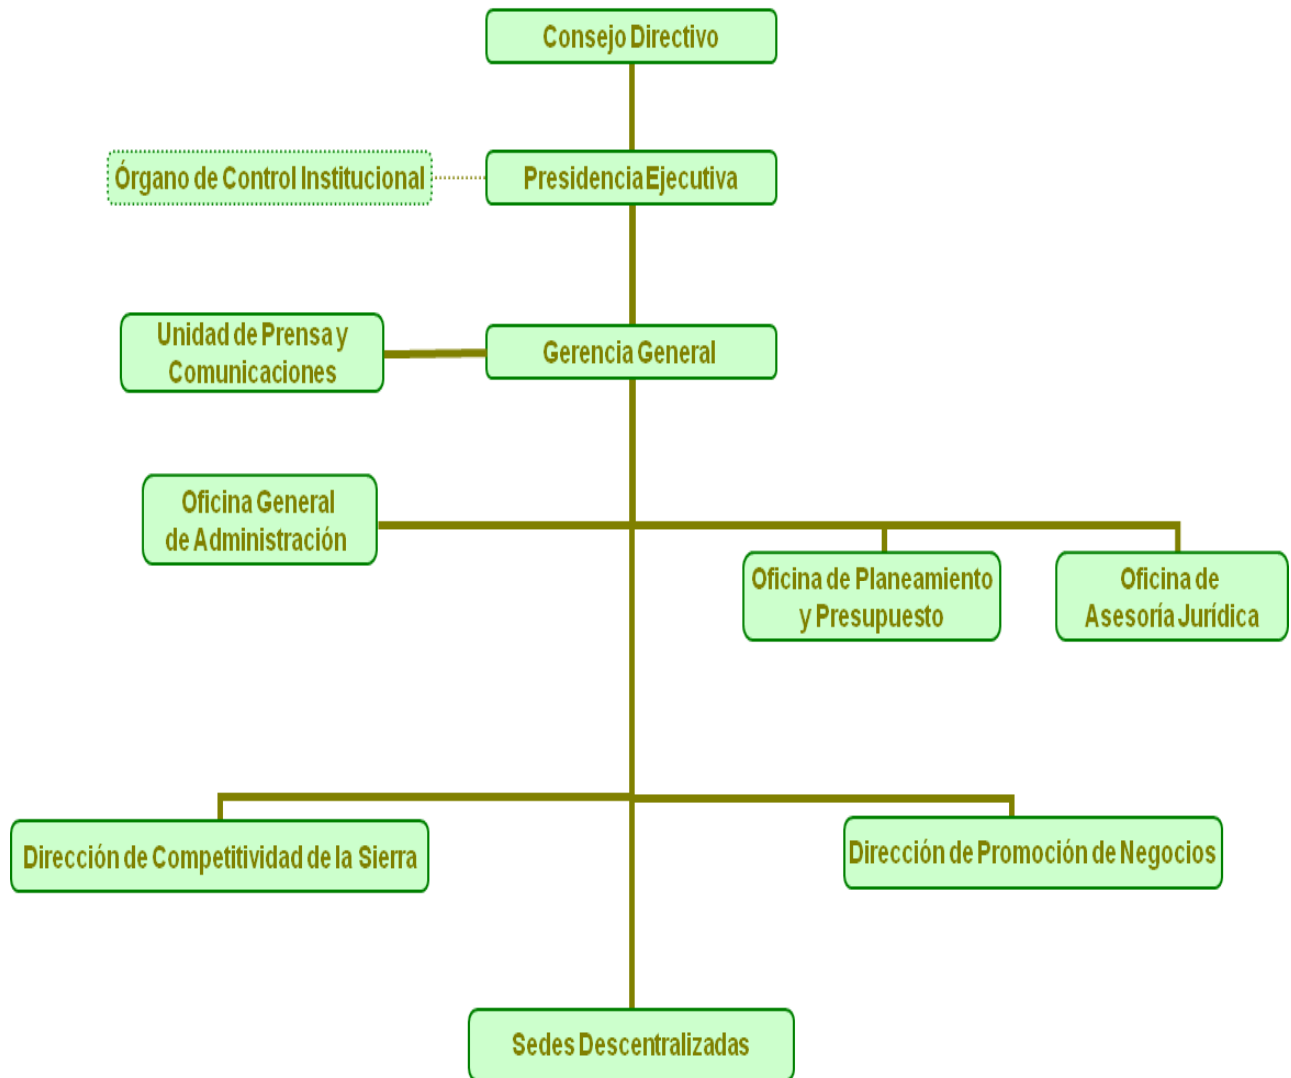 Consejo Directivo
Órgano de Control Institucional
Presidencia Ejecutiva
Unidad de Prensa y
Comunicaciones
Gerencia General
Oficina General
de Administración
Oficina de Planeamiento
y Presupuesto
Oficina de
Asesoría Jurídica
Dirección de Competitividad de la Sierra
Dirección de Promoción de Negocios
Sedes Descentralizadas